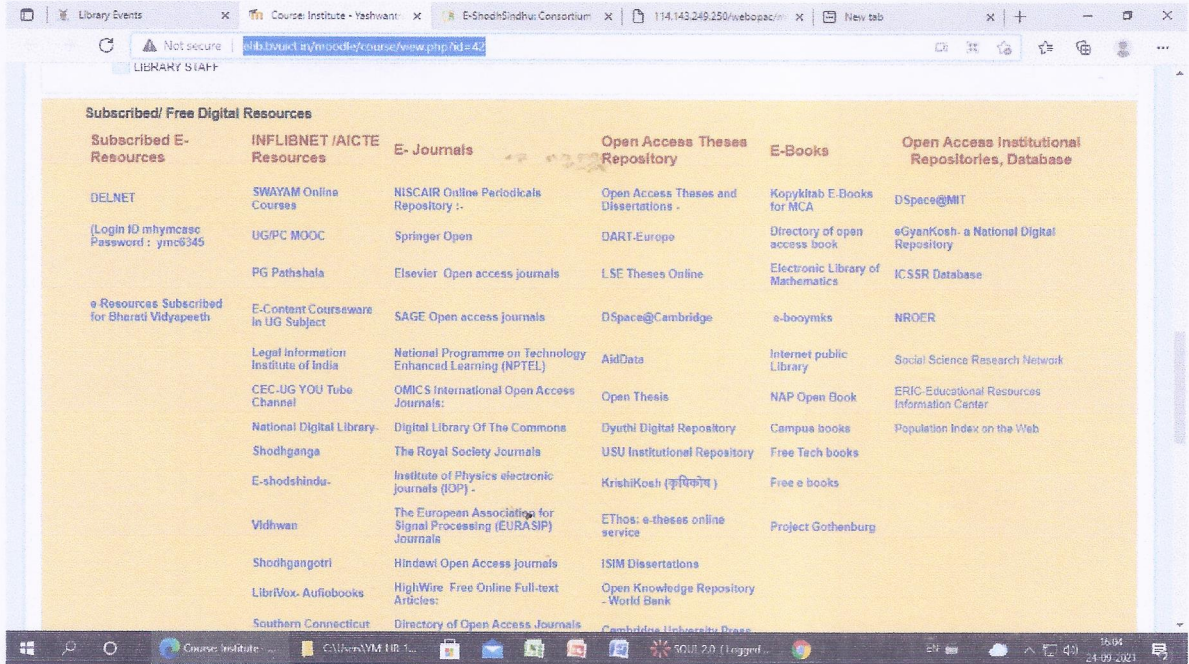 Library Events
Course: Institute - Yashwant
E-ShodhSindhu: Consortium
114.143.249.250/webopac/
New tab
Not secure
elib.bvuict.in/moodle/course/view.php?id=42
LIBRARY STAFF
Subscribed/ Free Digital Resources
Subscribed E-
Resources
DELNET
(Login ID mhymcasc
Password : ymc6345
e-Resources Subscribed
for Bharati Vidyapeeth
INFLIBNET /AICTE
Resources
SWAYAM Online
Courses
UG/PC MOOC
PG Pathshala
E-Content Courseware
in UG Subject
Legal Information
Institute of India
CEC-UG YOU Tube
Channel
National Digital Library-
Shodhganga
E-shodshindu-
Vidhwan
Shodhgangotri
LibriVox- Aufiobooks
Southern Connecticut
E- Journals
NISCAIR Online Periodicals
Repository :-
Springer Open
Elsevier Open access journals
SAGE Open access journals
National Programme on Technology
Enhanced Learning (NPTEL)
OMICS International Open Access
Journals:
Digital Library Of The Commons
The Royal Society Journals
Institute of Physics electronic
journals (IOP) -
The European Association for
Signal Processing (EURASIP)
Journals
Hindawi Open Access journals
HighWire Free Online Full-text
Articles:
Directory of Open Access Journals
Open Access Theses
Repository
Open Access Theses and
Dissertations -
DART-Europe
LSE Theses Online
DSpace@Cambridge
AidData
Open Thesis
Dyuthi Digital Repository
USU Institutional Repository
KrishiKosh (कृषिकोष )
EThos: e-theses online
service
ISIM Dissertations
Open Knowledge Repository
- World Bank
Cambridge University Press
E-Books
Kopykitab E-Books
for MCA
Directory of open
access book
Electronic Library of
Mathematics
e-booymks
Internet public
Library
NAP Open Book
Campus books
Free Tech books
Free e books
Project Gothenburg
Open Access Institutional
Repositories, Database
DSpace@MIT
eGyanKosh- a National Digital
Repository
ICSSR Database
NROER
Social Science Research Network
ERIC-Educational Resources
Information Center
Population Index on the Web
Course: Institute - ...
C:\Users\YM_LIB_1...
SOUL 2.0 ( Logged ...
EN
16:04
24-09-2021